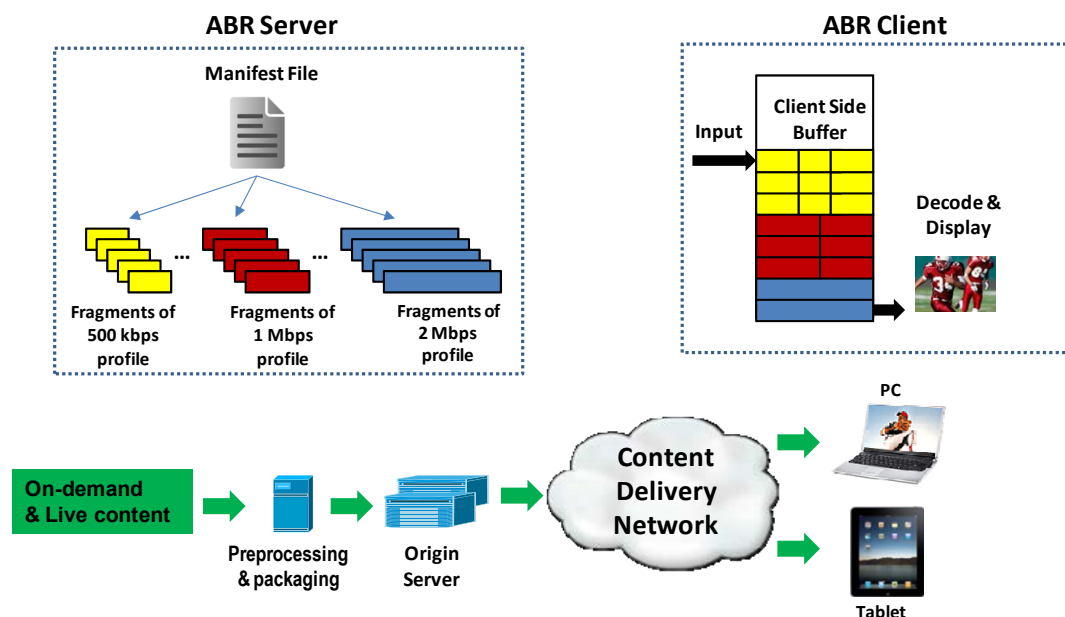 ABR Server
ABR Client
Manifest File
Client Side
Buffer
Input
Decode &
Display
...
...
Fragments of
500 kbps
profile
Fragments of
1 Mbps
profile
Fragments of
2 Mbps
profile
PC
On-demand
& Live content
Content
Delivery
Network
Preprocessing
& packaging
Origin
Server
Tablet